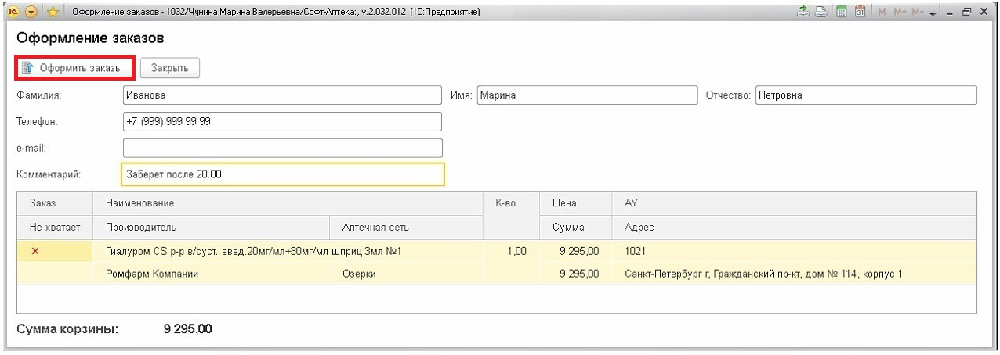 Оформление заказов - 1032/Чунина Марина Валерьевна/Софт-Аптека:, v.2.032.012 (1С:Предприятие) M M+ M-
Оформление заказов
Оформить заказы Закрыть
Фамилия: Иванова Имя: Марина Отчество: Петровна
Телефон: +7 (999) 999 99 99
e-mail:
Комментарий: Заберет после 20.00
Заказ Наименование К-во Цена АУ
Не хватает Производитель Аптечная сеть Сумма Адрес
Гиалуром CS р-р в/суст. введ.20мг/мл+30мг/мл шприц 3мл №1 1,00 9 295,00 1021
Ромфарм Компании Озерки 9 295,00 Санкт-Петербург г, Гражданский пр-кт, дом № 114, корпус 1
Сумма корзины: 9 295,00